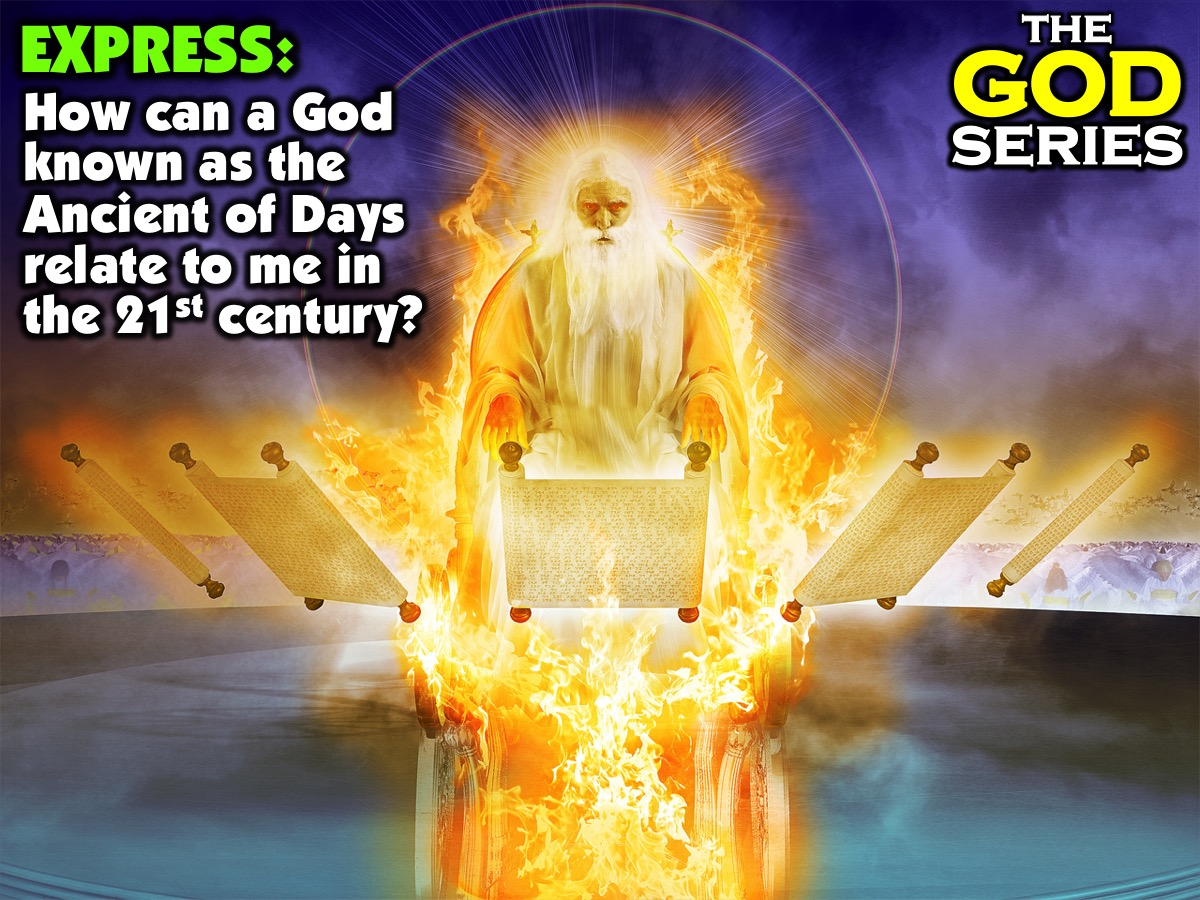 EXPRESS:
How can a God
known as the
Ancient of Days
relate to me in
the 21st century?
THE
GOD
SERIES